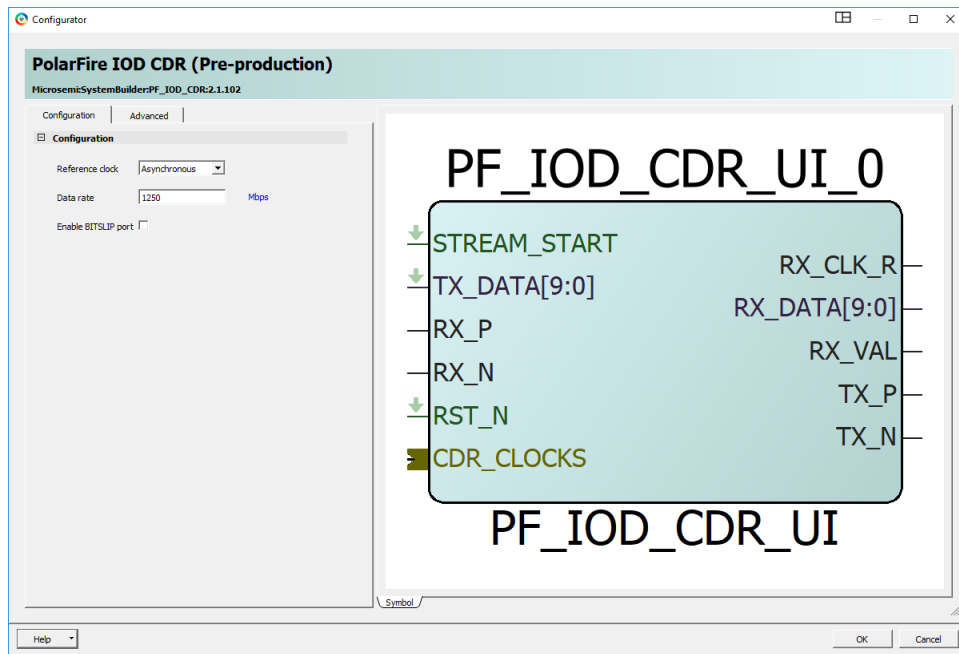 Configurator
PolarFire IOD CDR (Pre-production)
Microsemi:SystemBuilder:PF_IOD_CDR:2.1.102
Configuration Advanced
Configuration
Reference clock Asynchronous
Data rate 1250 Mbps
Enable BITSLIP port
PF_IOD_CDR_UI_0
STREAM_START
TX_DATA[9:0]
RX_P
RX_N
RST_N
CDR_CLOCKS
RX_CLK_R
RX_DATA[9:0]
RX_VAL
TX_P
TX_N
PF_IOD_CDR_UI
Symbol
Help OK Cancel